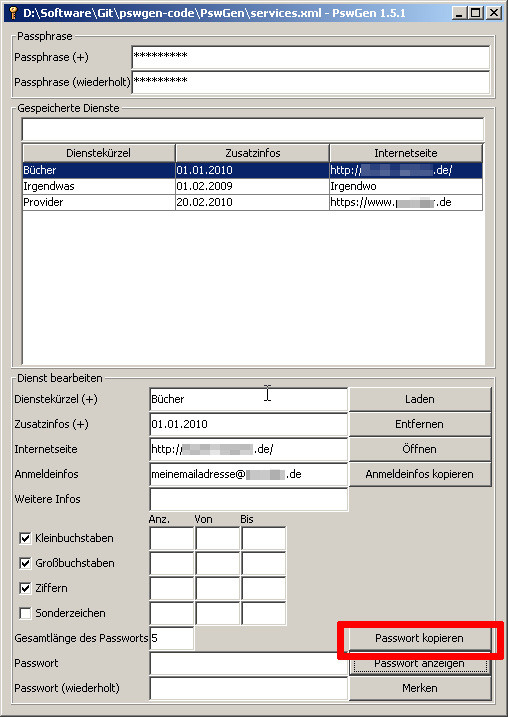 D:\Software\Git\pswgen-code\PswGen\services.xml - PswGen 1.5.1
Passphrase
Passphrase (+) *********
Passphrase (wiederholt) *********
Gespeicherte Dienste
Dienstekürzel Zusatzinfos Internetseite
Bücher 01.01.2010 http:// .de/
Irgendwas 01.02.2009 Irgendwo
Provider 20.02.2010 https://www. r.de
Dienst bearbeiten
Dienstekürzel (+) Bücher Laden
Zusatzinfos (+) 01.01.2010 Entfernen
Internetseite http:// .de/ Öffnen
Anmeldeinfos meinemailadresse@ .de Anmeldeinfos kopieren
Weitere Infos
Anz. Von Bis
Kleinbuchstaben
Großbuchstaben
Ziffern
Sonderzeichen
Gesamtlänge des Passworts 5 Passwort kopieren
Passwort Passwort anzeigen
Passwort (wiederholt) Merken